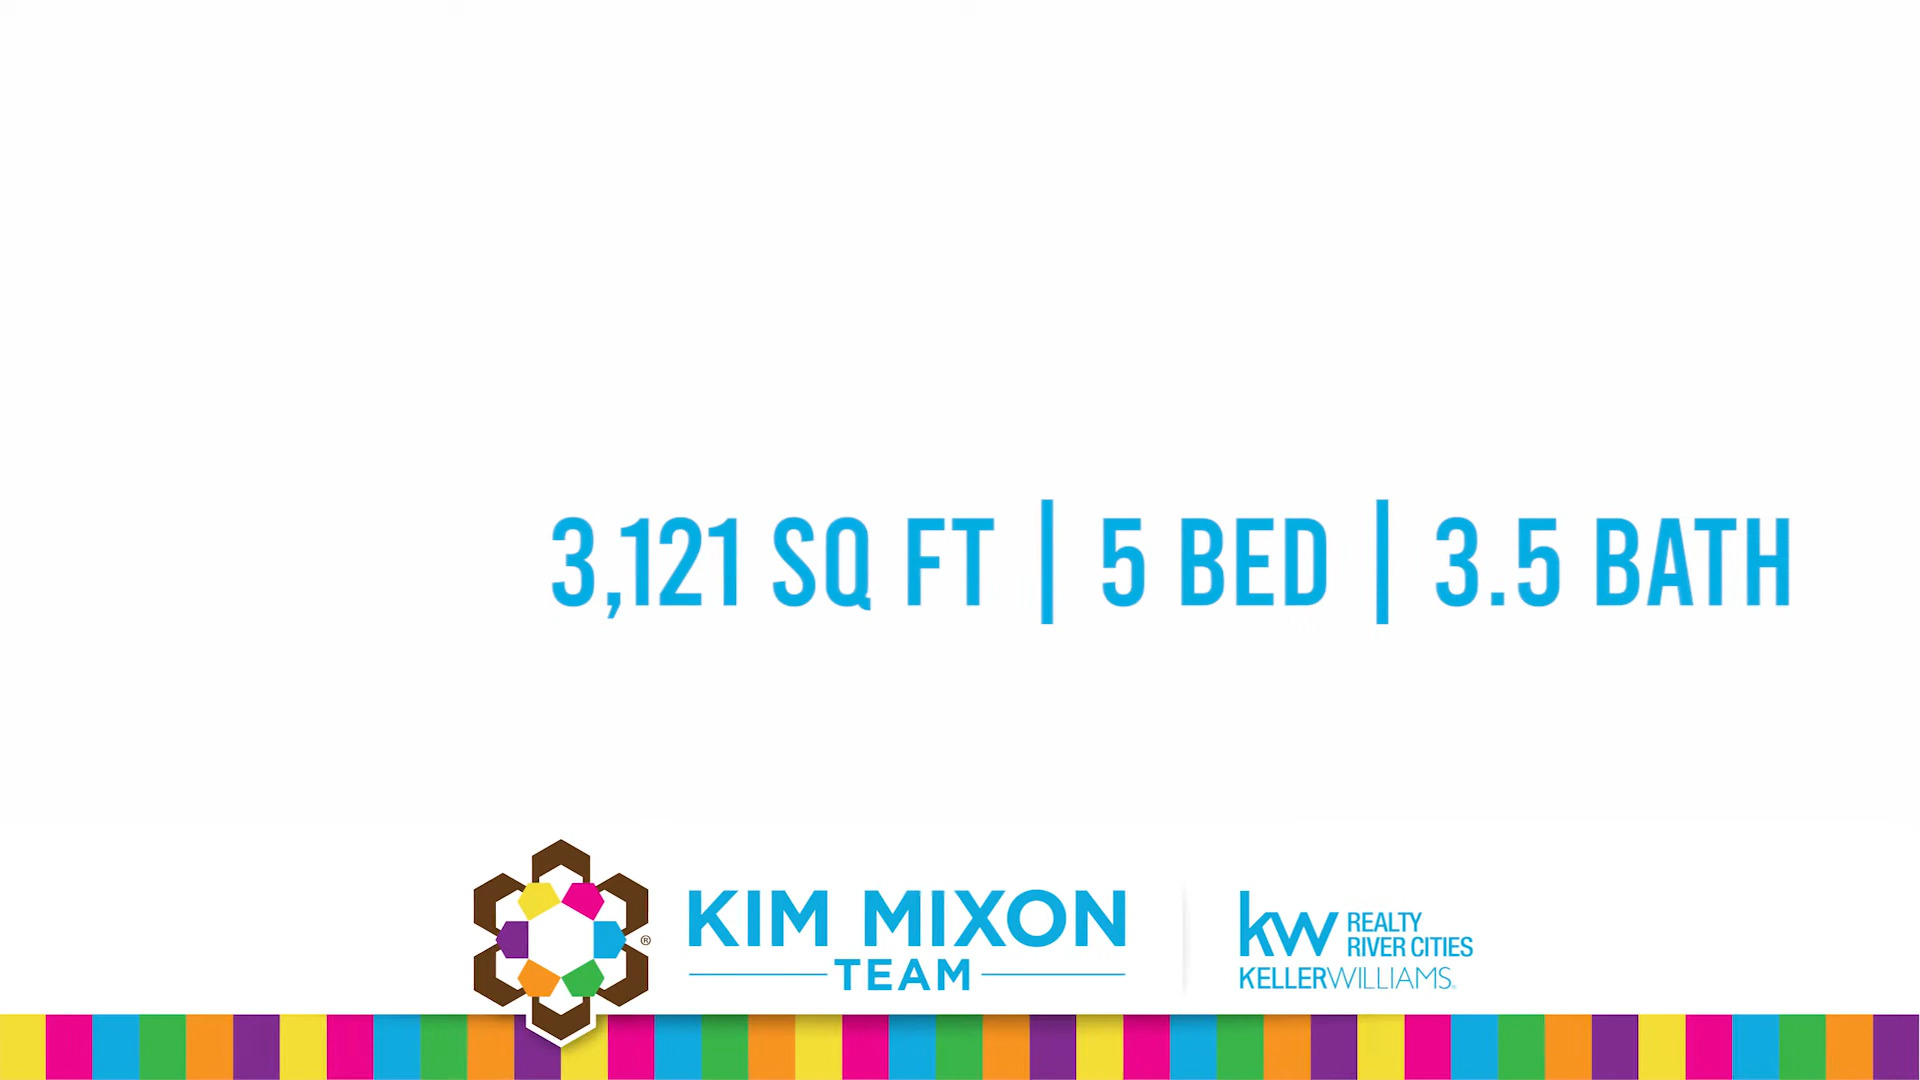 3,121 SQ FT | 5 BED | 3.5 BATH
KIM MIXON
TEAM
®
kw REALTY
RIVER CITIES
KELLERWILLIAMS.